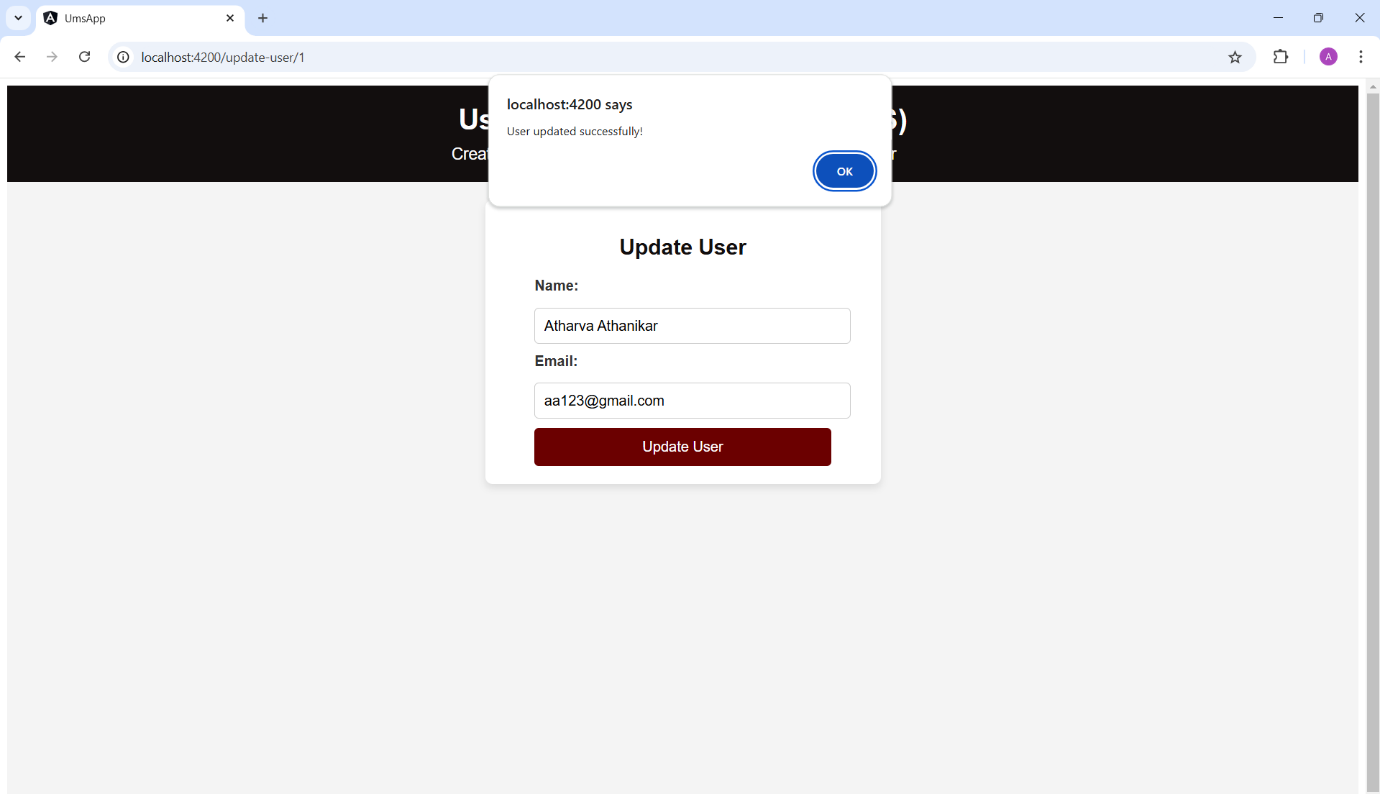 UmsApp
localhost:4200/update-user/1
A
localhost:4200 says
User updated successfully!
OK
Update User
Name:
Atharva Athanikar
Email:
aa123@gmail.com
Update User